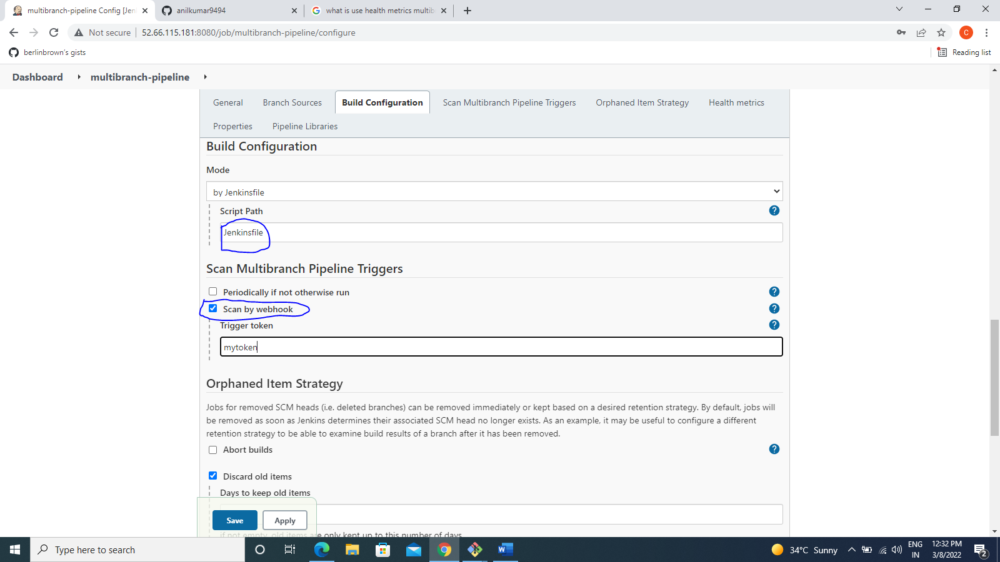 multibranch-pipeline Config [Jen
anilkumar9494
what is use health metrics multib
Not secure
52.66.115.181:8080/job/multibranch-pipeline/configure
C
berlinbrown's gists
Reading list
Dashboard
multibranch-pipeline
General
Branch Sources
Build Configuration
Scan Multibranch Pipeline Triggers
Orphaned Item Strategy
Health metrics
Properties
Pipeline Libraries
Build Configuration
Mode
by Jenkinsfile
Script Path
?
Jenkinsfile
Scan Multibranch Pipeline Triggers
Periodically if not otherwise run
?
Scan by webhook
?
Trigger token
?
mytoken
Orphaned Item Strategy
Jobs for removed SCM heads (i.e. deleted branches) can be removed immediately or kept based on a desired retention strategy. By default, jobs will
be removed as soon as Jenkins determines their associated SCM head no longer exists. As an example, it may be useful to configure a different
retention strategy to be able to examine build results of a branch after it has been removed.
Abort builds
?
Discard old items
Days to keep old items
Save
Apply
if not empty, old items are only kept up to this number of days
Type here to search
34°C Sunny
ENG
IN
12:32 PM
3/8/2022
2